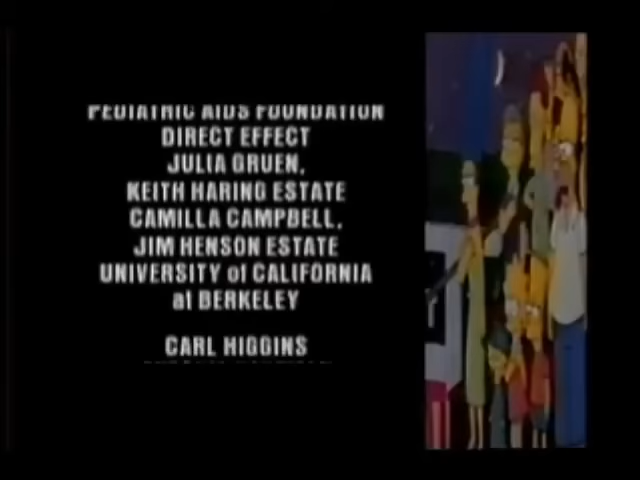 PEDIATRIC AIDS FOUNDATION
DIRECT EFFECT
JULIA GRUEN,
KEITH HARING ESTATE
CAMILLA CAMPBELL,
JIM HENSON ESTATE
UNIVERSITY of CALIFORNIA
at BERKELEY
CARL HIGGINS